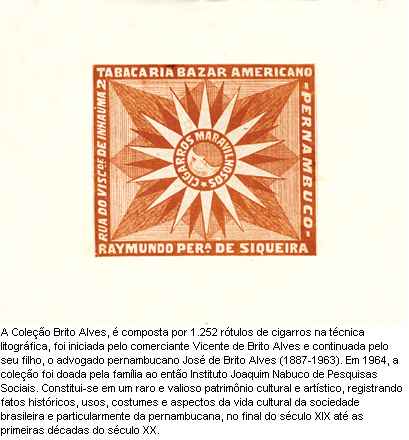 TABACARIA BAZAR AMERICANO
-PERNAMBUCO-
RUA DO VISC.DE DE INHAÚMA 2
RAYMUNDO PER.A DE SIQUEIRA
CIGARROS MARAVILHOSOS
A Coleção Brito Alves, é composta por 1.252 rótulos de cigarros na técnica
litográfica, foi iniciada pelo comerciante Vicente de Brito Alves e continuada pelo
seu filho, o advogado pernambucano José de Brito Alves (1887-1963). Em 1964, a
coleção foi doada pela família ao então Instituto Joaquim Nabuco de Pesquisas
Sociais. Constitui-se em um raro e valioso patrimônio cultural e artístico, registrando
fatos históricos, usos, costumes e aspectos da vida cultural da sociedade
brasileira e particularmente da pernambucana, no final do século XIX até as
primeiras décadas do século XX.